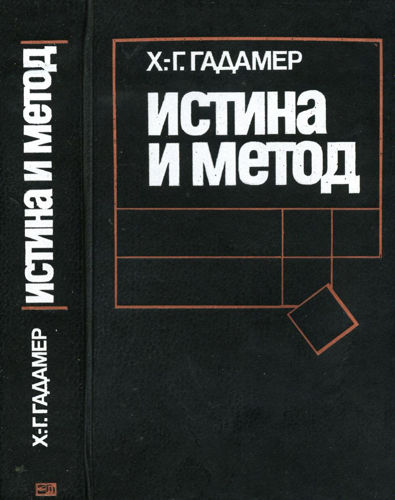 Х.-Г. ГАДАМЕР
ИСТИНА
И МЕТОД
Х.-Г. ГАДАМЕР
ИСТИНА И МЕТОД